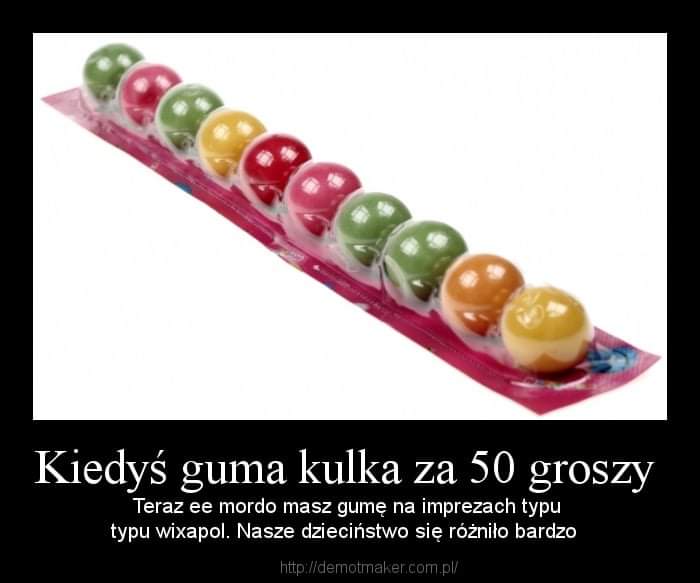 Kiedyś guma kulka za 50 groszy
Teraz ee mordo masz gumę na imprezach typu
typu wixapol. Nasze dzieciństwo się różniło bardzo
http://demotmaker.com.pl/